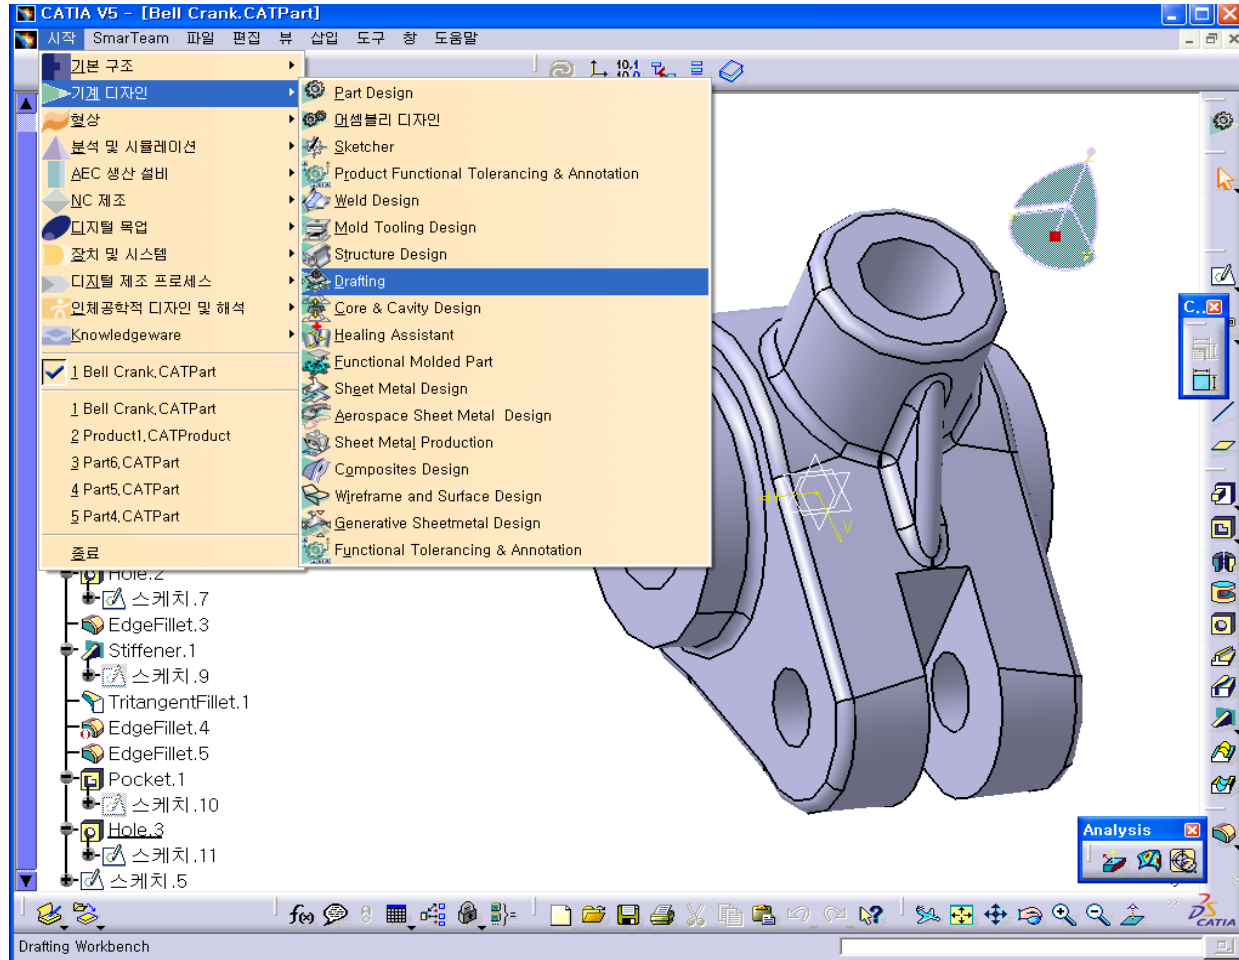 CATIA V5 - [Bell Crank.CATPart]
시작 SmarTeam 파일 편집 뷰 삽입 도구 창 도움말
기본 구조
기계 디자인
형상
분석 및 시뮬레이션
AEC 생산 설비
NC 제조
디지털 목업
장치 및 시스템
디지털 제조 프로세스
인체공학적 디자인 및 해석
Knowledgeware
1 Bell Crank.CATPart
1 Bell Crank.CATPart
2 Product1.CATProduct
3 Part6.CATPart
4 Part5.CATPart
5 Part4.CATPart
종료
Part Design
어셈블리 디자인
Sketcher
Product Functional Tolerancing & Annotation
Weld Design
Mold Tooling Design
Structure Design
Drafting
Core & Cavity Design
Healing Assistant
Functional Molded Part
Sheet Metal Design
Aerospace Sheet Metal Design
Sheet Metal Production
Composites Design
Wireframe and Surface Design
Generative Sheetmetal Design
Functional Tolerancing & Annotation
Hole.2
스케치.7
EdgeFillet.3
Stiffener.1
스케치.9
TritangentFillet.1
EdgeFillet.4
EdgeFillet.5
Pocket.1
스케치.10
Hole.3
스케치.11
스케치.5
C..
Analysis
f(x)
CATIA
Drafting Workbench